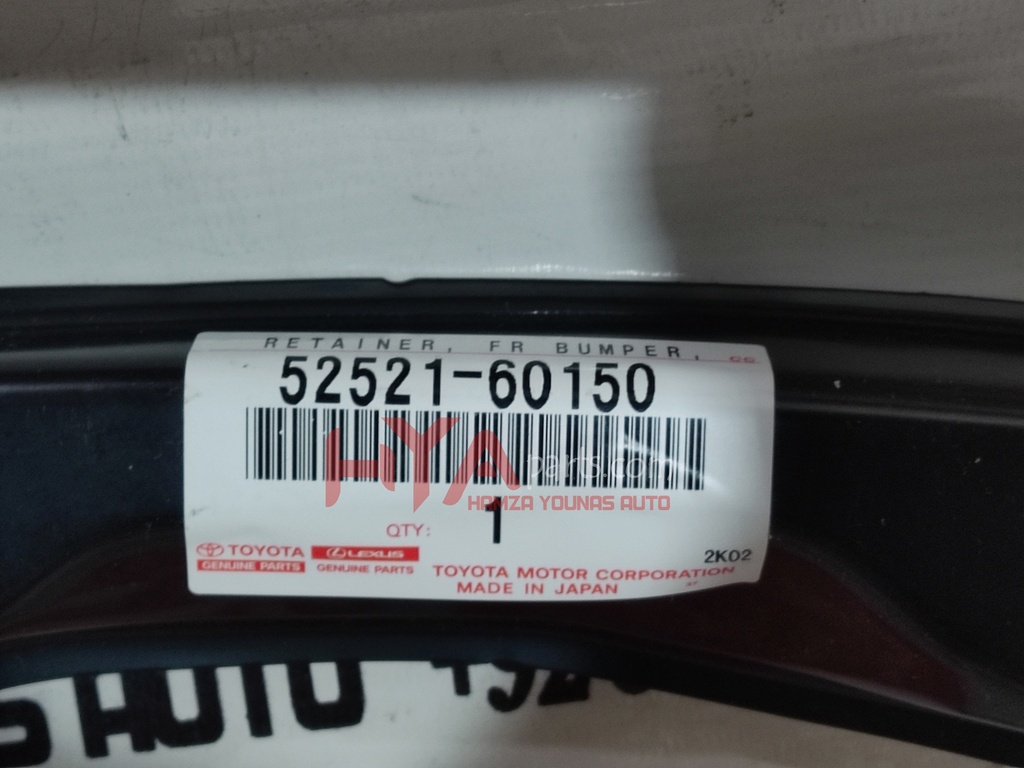 RETAINER, FR BUMPER,
52521-60150
HYA parts.com
HAMZA YOUNAS AUTO
QTY: 1
TOYOTA
GENUINE PARTS
LEXUS
GENUINE PARTS
2K02
TOYOTA MOTOR CORPORATION
MADE IN JAPAN
AUTO